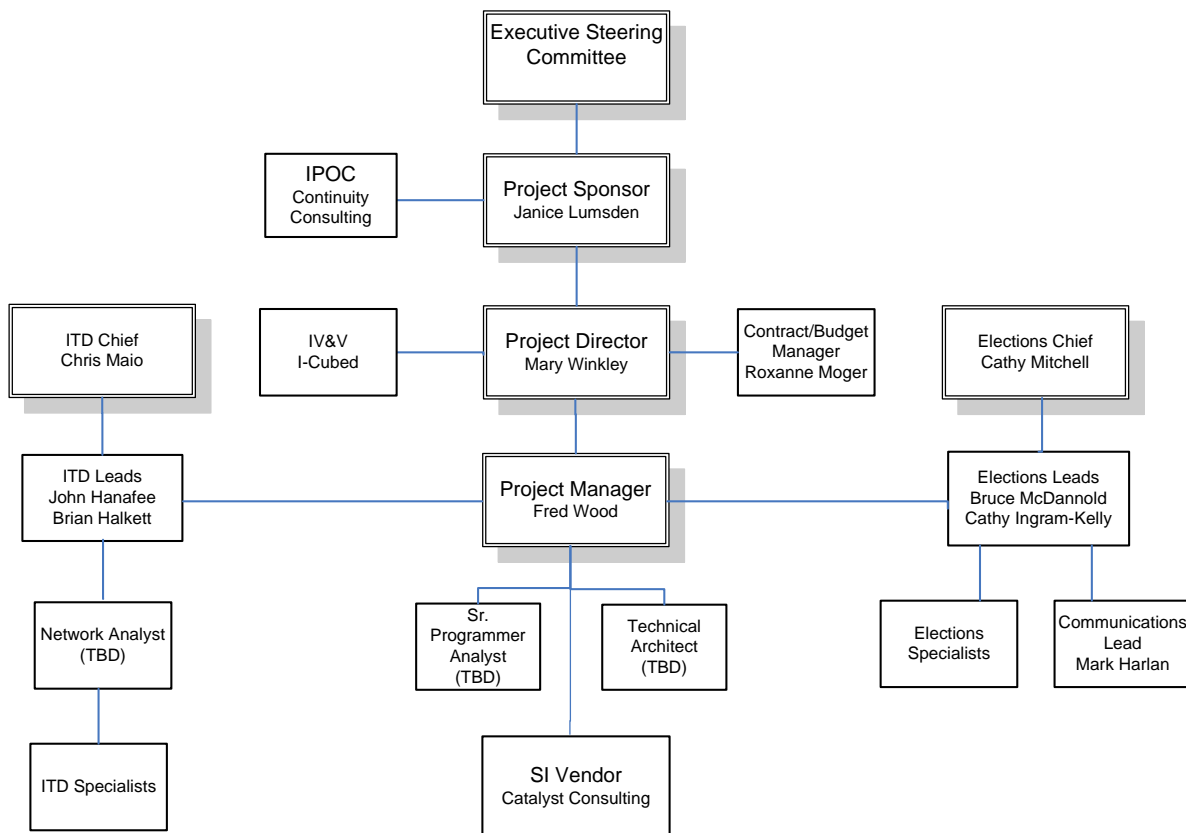 Executive Steering
Committee
IPOC
Continuity
Consulting
Project Sponsor
Janice Lumsden
ITD Chief
Chris Maio
IV&V
I-Cubed
Project Director
Mary Winkley
Contract/Budget
Manager
Roxanne Moger
Elections Chief
Cathy Mitchell
ITD Leads
John Hanafee
Brian Halkett
Project Manager
Fred Wood
Elections Leads
Bruce McDannold
Cathy Ingram-Kelly
Network Analyst
(TBD)
Sr.
Programmer
Analyst
(TBD)
Technical
Architect
(TBD)
Elections
Specialists
Communications
Lead
Mark Harlan
ITD Specialists
SI Vendor
Catalyst Consulting